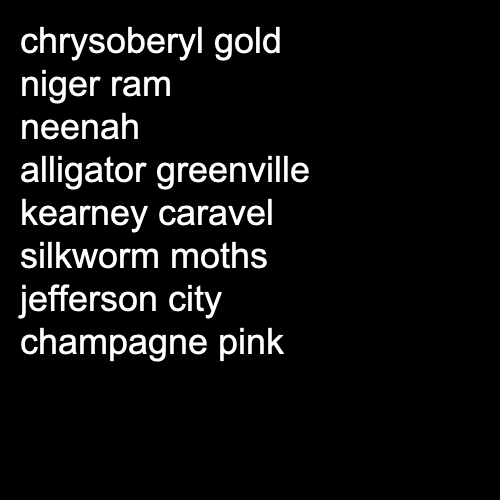 chrysoberyl gold
niger ram
neenah
alligator greenville
kearney caravel
silkworm moths
jefferson city
champagne pink